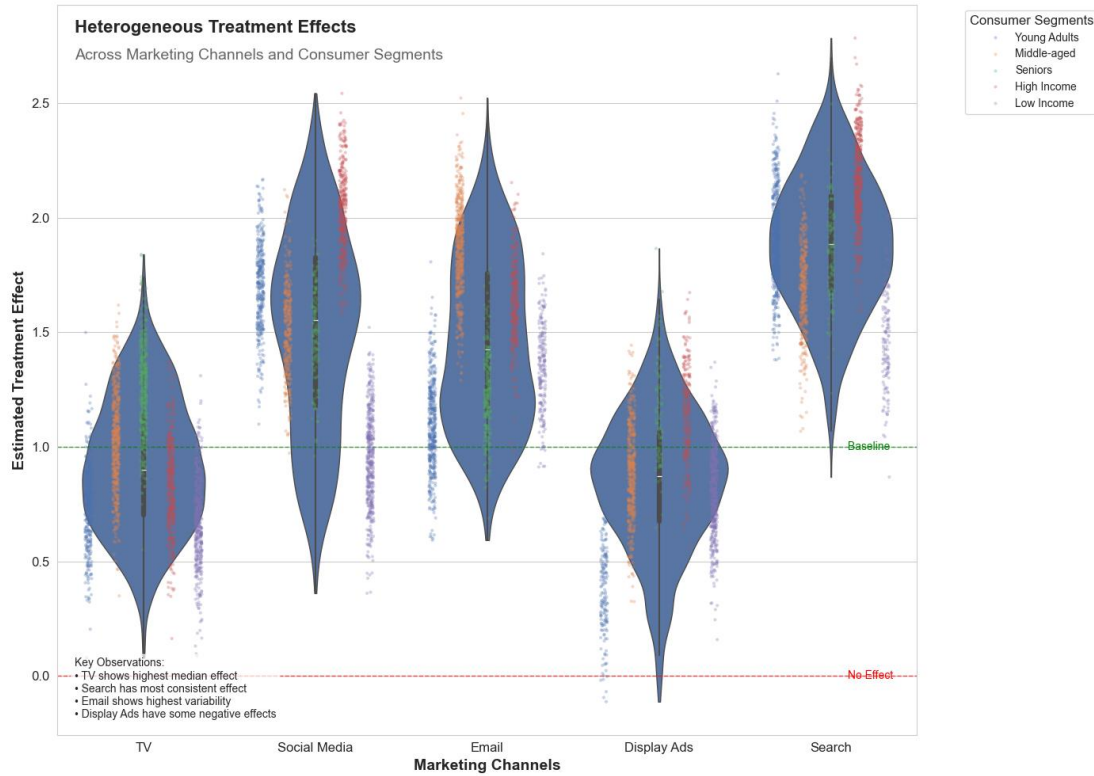 Heterogeneous Treatment Effects
Across Marketing Channels and Consumer Segments
Consumer Segments
Young Adults
Middle-aged
Seniors
High Income
Low Income
Estimated Treatment Effect
2.5
2.0
1.5
1.0
0.5
0.0
Baseline
No Effect
Key Observations:
• TV shows highest median effect
• Search has most consistent effect
• Email shows highest variability
• Display Ads have some negative effects
TV
Social Media
Email
Display Ads
Search
Marketing Channels